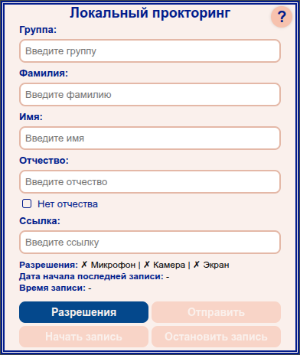 Локальный прокторинг
?
Группа:
Введите группу
Фамилия:
Введите фамилию
Имя:
Введите имя
Отчество:
Введите отчество
Нет отчества
Ссылка:
Введите ссылку
Разрешения: ✗ Микрофон | ✗ Камера | ✗ Экран
Дата начала последней записи: -
Время записи: -
Разрешения Отправить
Начать запись Остановить запись